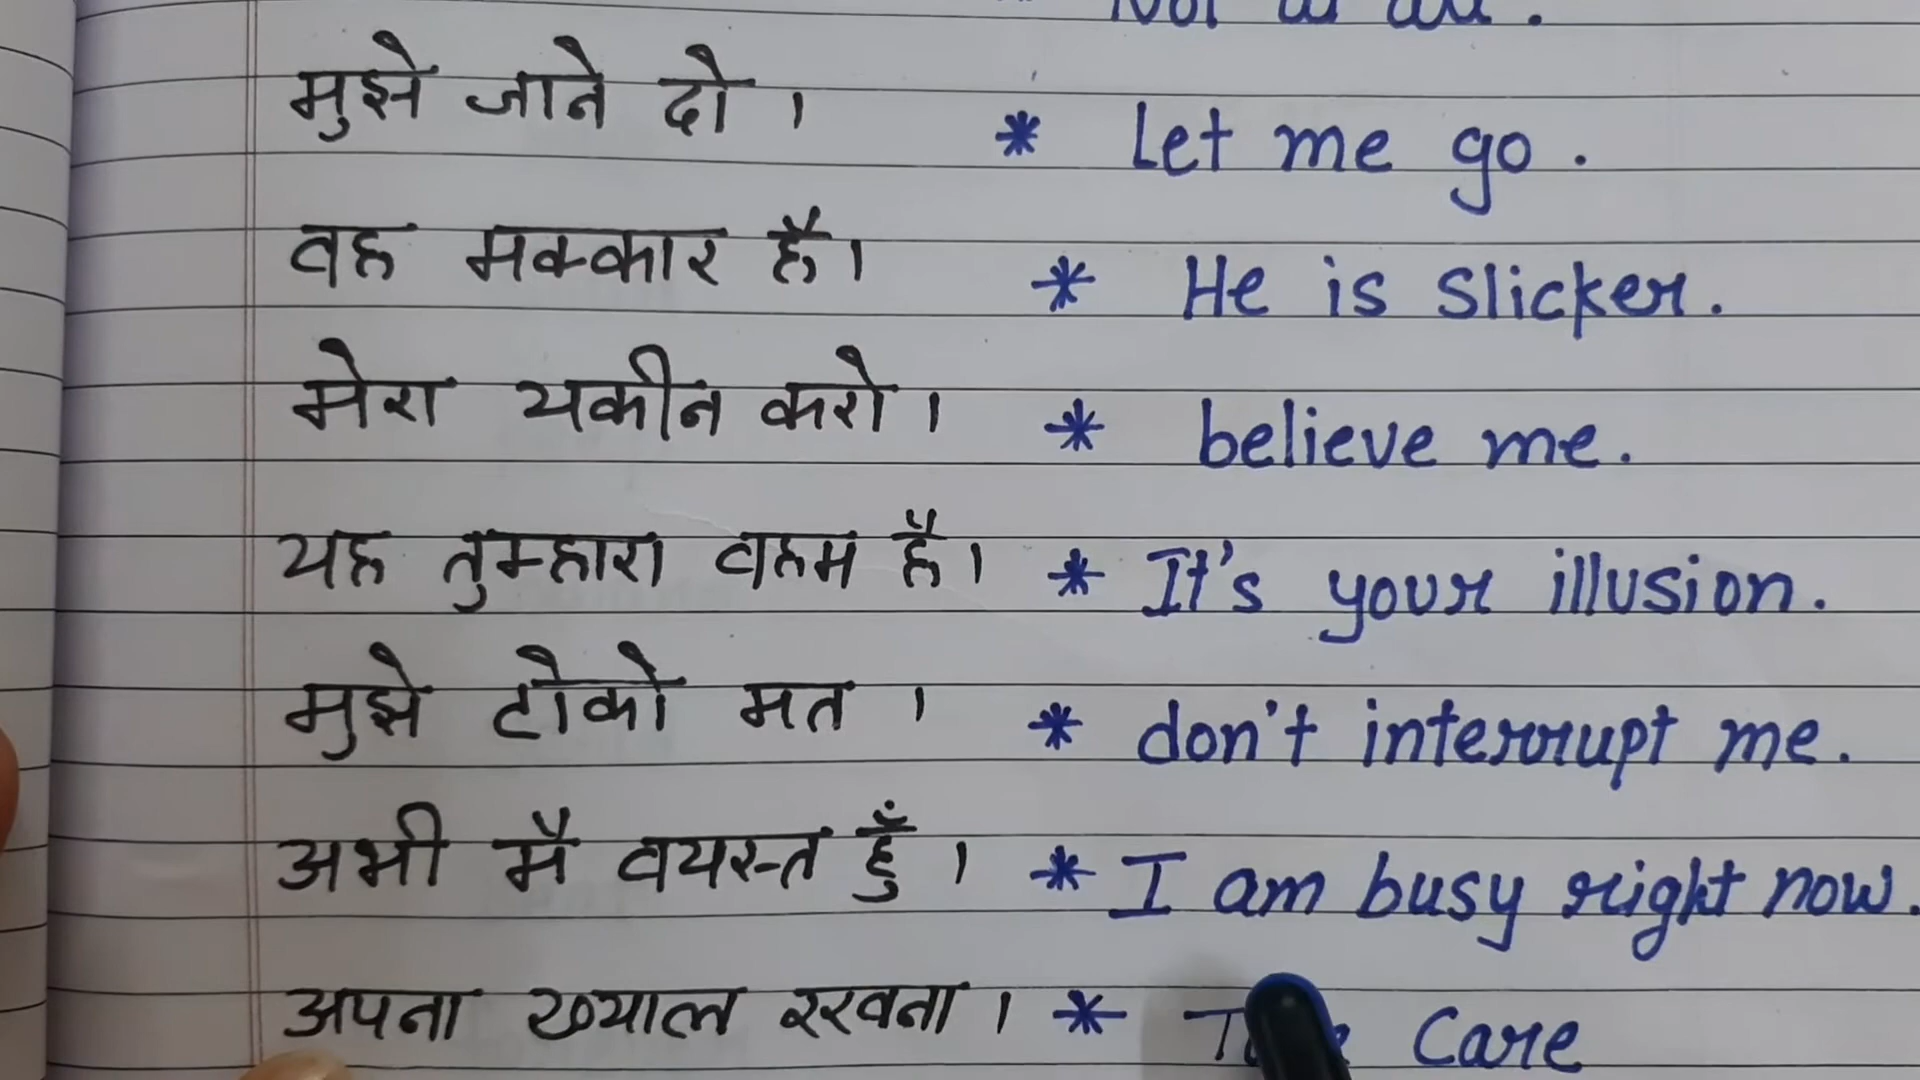 मुझे जाने दो । * Let me go .
वह मक्कार है। * He is Slicker.
मेरा यकीन करो । * believe me.
यह तुम्हारा वहम है। * It's your illusion.
मुझे टोको मत । * don't interrupt me.
अभी मै वयस्त हुँ । * I am busy right now.
अपना ख्याल रखना । * Care